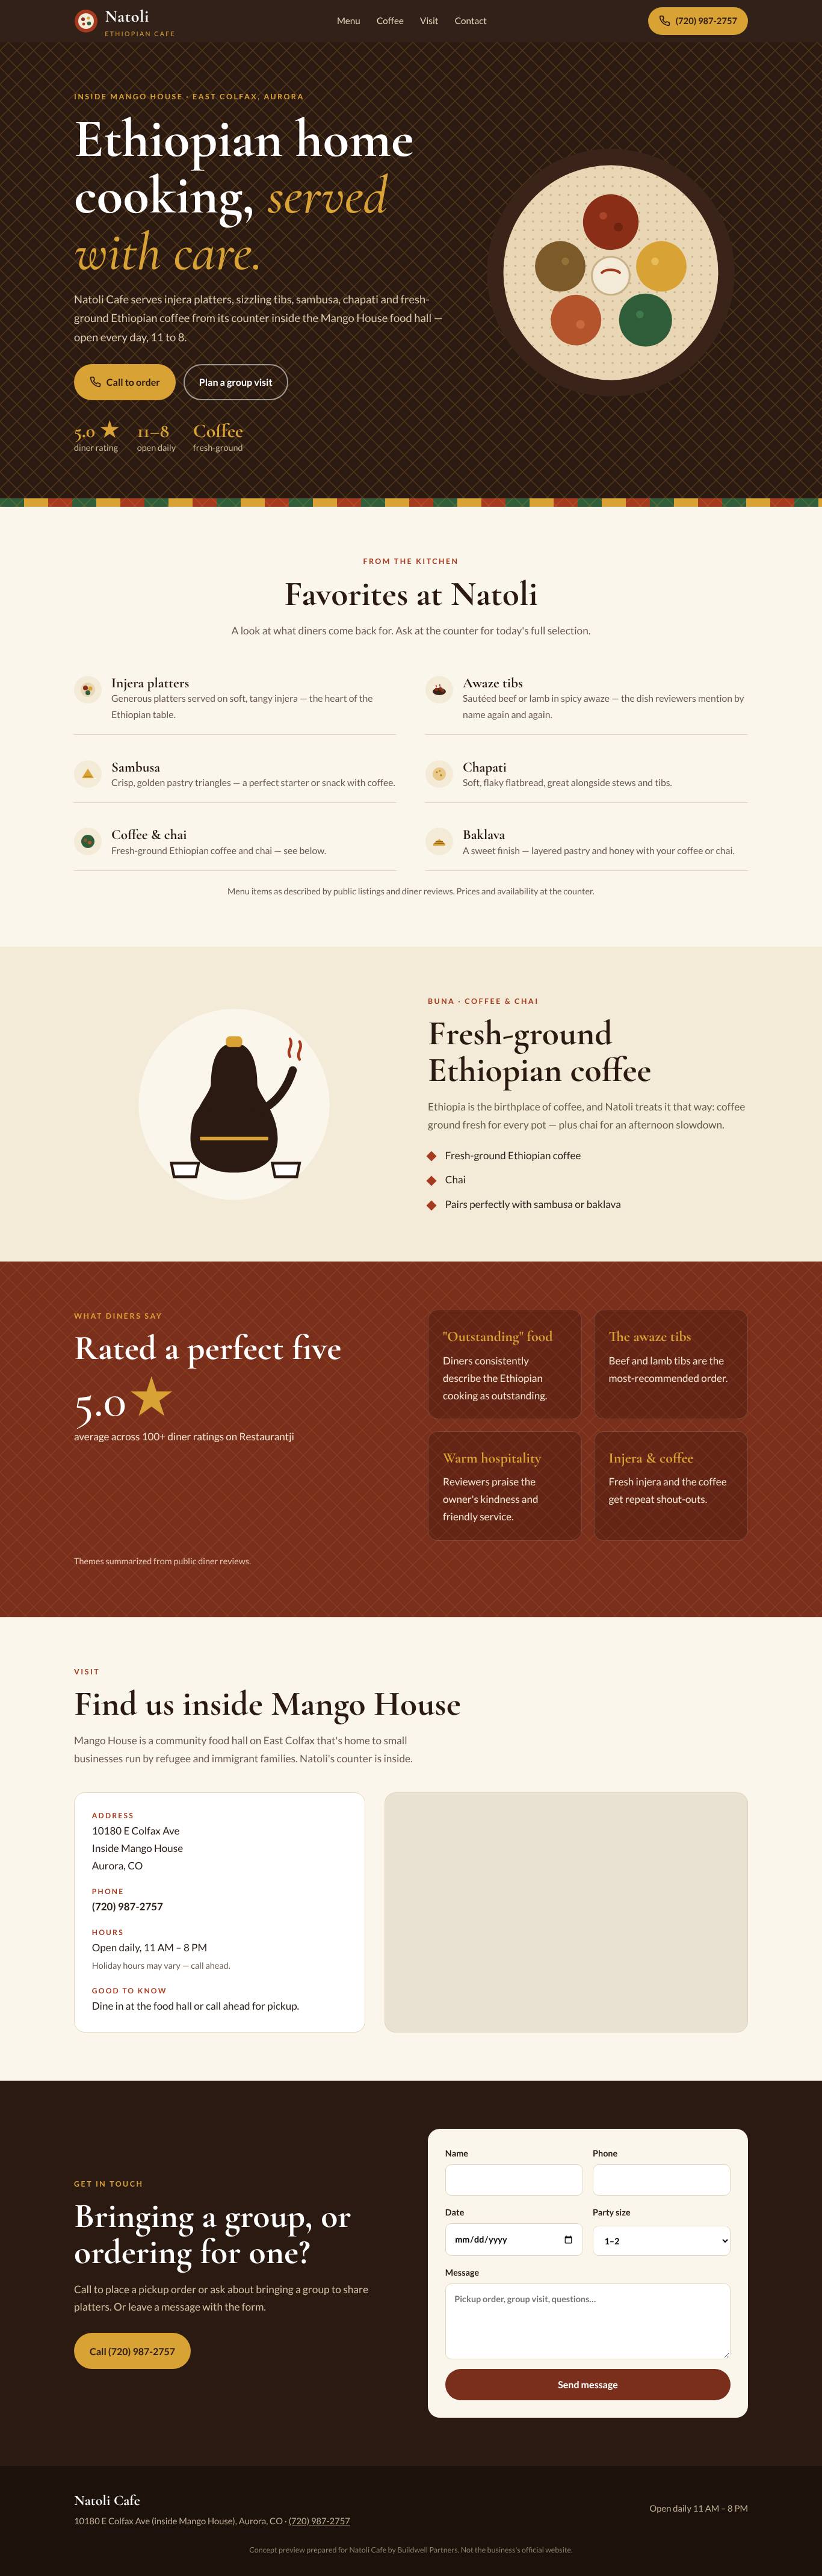 Natoli
ETHIOPIAN CAFE
Menu
Coffee
Visit
Contact
(720) 987-2757
INSIDE MANGO HOUSE · EAST COLFAX, AURORA
Ethiopian home
cooking, served
with care.
Natoli Cafe serves injera platters, sizzling tibs, sambusa, chapati and fresh-
ground Ethiopian coffee from its counter inside the Mango House food hall —
open every day, 11 to 8.
Call to order
Plan a group visit
5.0 ★
diner rating
11–8
open daily
Coffee
fresh-ground
FROM THE KITCHEN
Favorites at Natoli
A look at what diners come back for. Ask at the counter for today's full selection.
Injera platters
Generous platters served on soft, tangy injera — the heart of the
Ethiopian table.
Awaze tibs
Sautéed beef or lamb in spicy awaze — the dish reviewers mention by
name again and again.
Sambusa
Crisp, golden pastry triangles — a perfect starter or snack with coffee.
Chapati
Soft, flaky flatbread, great alongside stews and tibs.
Coffee & chai
Fresh-ground Ethiopian coffee and chai — see below.
Baklava
A sweet finish — layered pastry and honey with your coffee or chai.
Menu items as described by public listings and diner reviews. Prices and availability at the counter.
BUNA · COFFEE & CHAI
Fresh-ground
Ethiopian coffee
Ethiopia is the birthplace of coffee, and Natoli treats it that way: coffee
ground fresh for every pot — plus chai for an afternoon slowdown.
Fresh-ground Ethiopian coffee
Chai
Pairs perfectly with sambusa or baklava
WHAT DINERS SAY
Rated a perfect five
5.0★
average across 100+ diner ratings on Restaurantji
Themes summarized from public diner reviews.
"Outstanding" food
Diners consistently
describe the Ethiopian
cooking as outstanding.
The awaze tibs
Beef and lamb tibs are the
most-recommended order.
Warm hospitality
Reviewers praise the
owner's kindness and
friendly service.
Injera & coffee
Fresh injera and the coffee
get repeat shout-outs.
VISIT
Find us inside Mango House
Mango House is a community food hall on East Colfax that's home to small
businesses run by refugee and immigrant families. Natoli's counter is inside.
ADDRESS
10180 E Colfax Ave
Inside Mango House
Aurora, CO
PHONE
(720) 987-2757
HOURS
Open daily, 11 AM – 8 PM
Holiday hours may vary — call ahead.
GOOD TO KNOW
Dine in at the food hall or call ahead for pickup.
GET IN TOUCH
Bringing a group, or
ordering for one?
Call to place a pickup order or ask about bringing a group to share
platters. Or leave a message with the form.
Call (720) 987-2757
Name
Phone
Date
Party size
mm/dd/yyyy
1–2
Message
Pickup order, group visit, questions…
Send message
Natoli Cafe
10180 E Colfax Ave (inside Mango House), Aurora, CO · (720) 987-2757
Open daily 11 AM – 8 PM
Concept preview prepared for Natoli Cafe by Buildwell Partners. Not the business's official website.